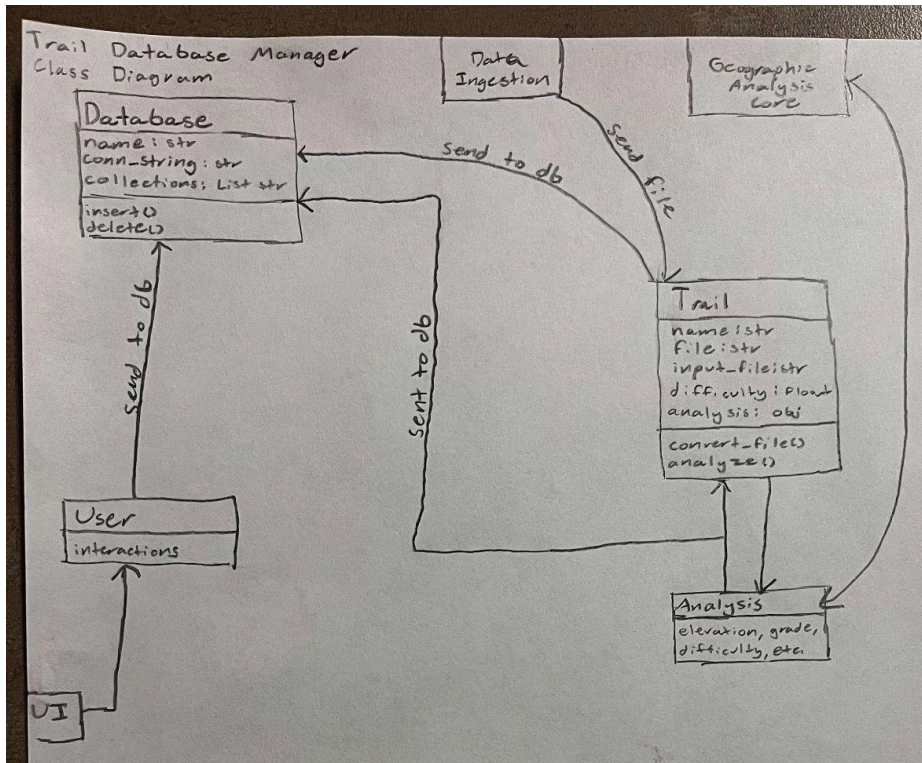 Trail Database Manager
Class Diagram
Database
name: str
conn_string: str
collections: List str
insert()
delete()
Data
Ingestion
Geographic
Analysis
Core
send to db
send file
send to db
sent to db
Trail
name: str
file: str
input_file: str
difficulty: float
analysis: obj
convert_file()
analyze()
User
interactions
Analysis
elevation, grade,
difficulty, etc.
UI